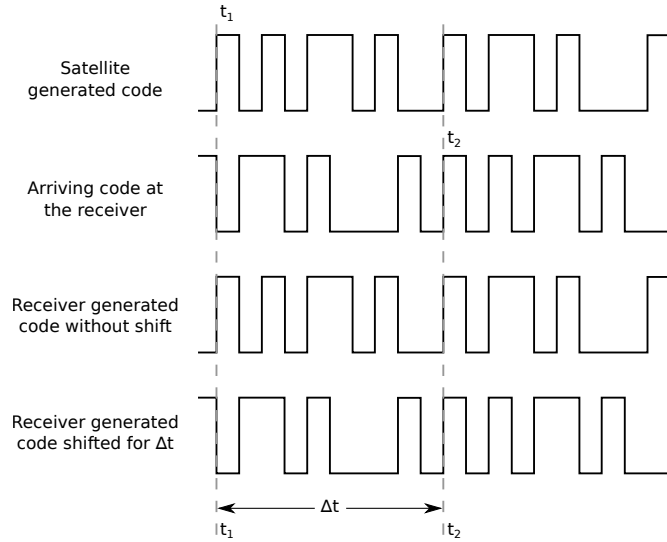 t1
Satellite
generated code
t2
Arriving code at
the receiver
Receiver generated
code without shift
Receiver generated
code shifted for Δt
Δt
t1
t2